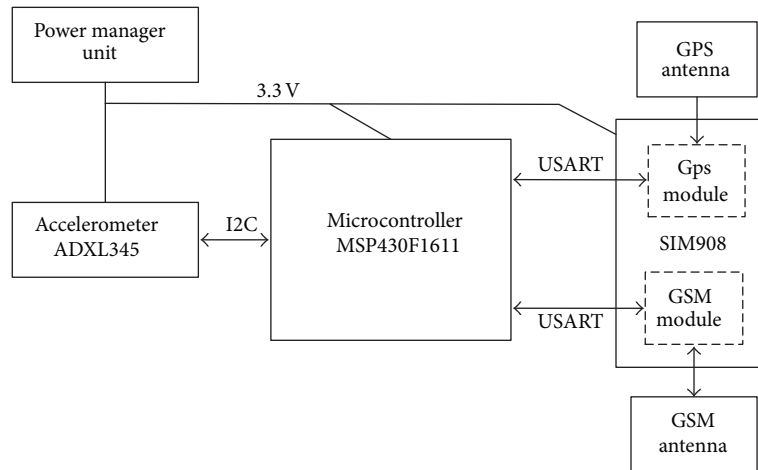 Power manager
unit
GPS
antenna
3.3 V
USART
Gps
module
Accelerometer
ADXL345
I2C
Microcontroller
MSP430F1611
SIM908
USART
GSM
module
GSM
antenna